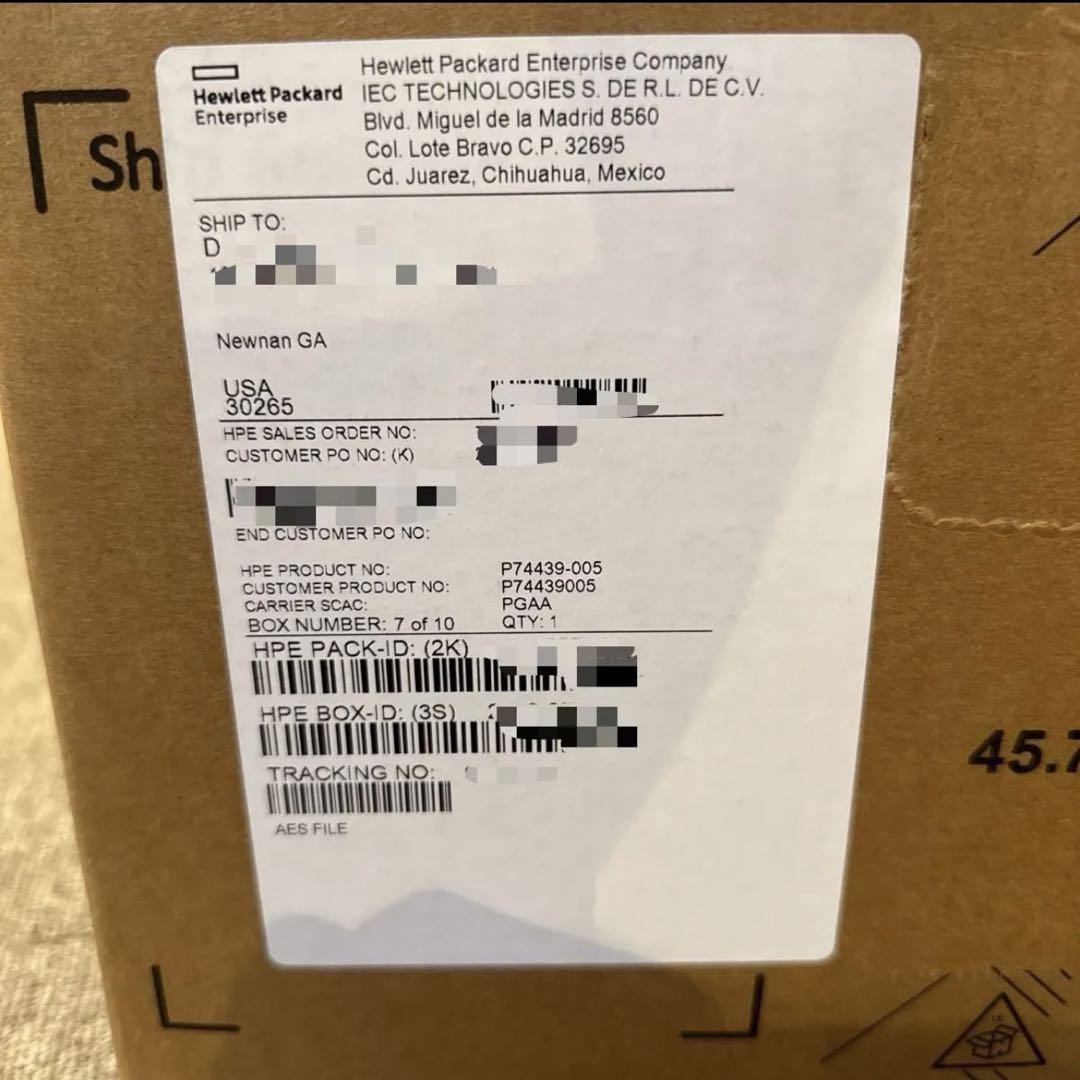 Sh
Hewlett Packard
Enterprise
Hewlett Packard Enterprise Company
IEC TECHNOLOGIES S. DE R.L. DE C.V.
Blvd. Miguel de la Madrid 8560
Col. Lote Bravo C.P. 32695
Cd. Juarez, Chihuahua, Mexico
SHIP TO:
D
Newnan GA
USA
30265
HPE SALES ORDER NO:
CUSTOMER PO NO: (K)
END CUSTOMER PO NO:
HPE PRODUCT NO: P74439-005
CUSTOMER PRODUCT NO: P74439005
CARRIER SCAC: PGAA
BOX NUMBER: 7 of 10 QTY: 1
HPE PACK-ID: (2K)
HPE BOX-ID: (3S)
TRACKING NO:
AES FILE
45.7